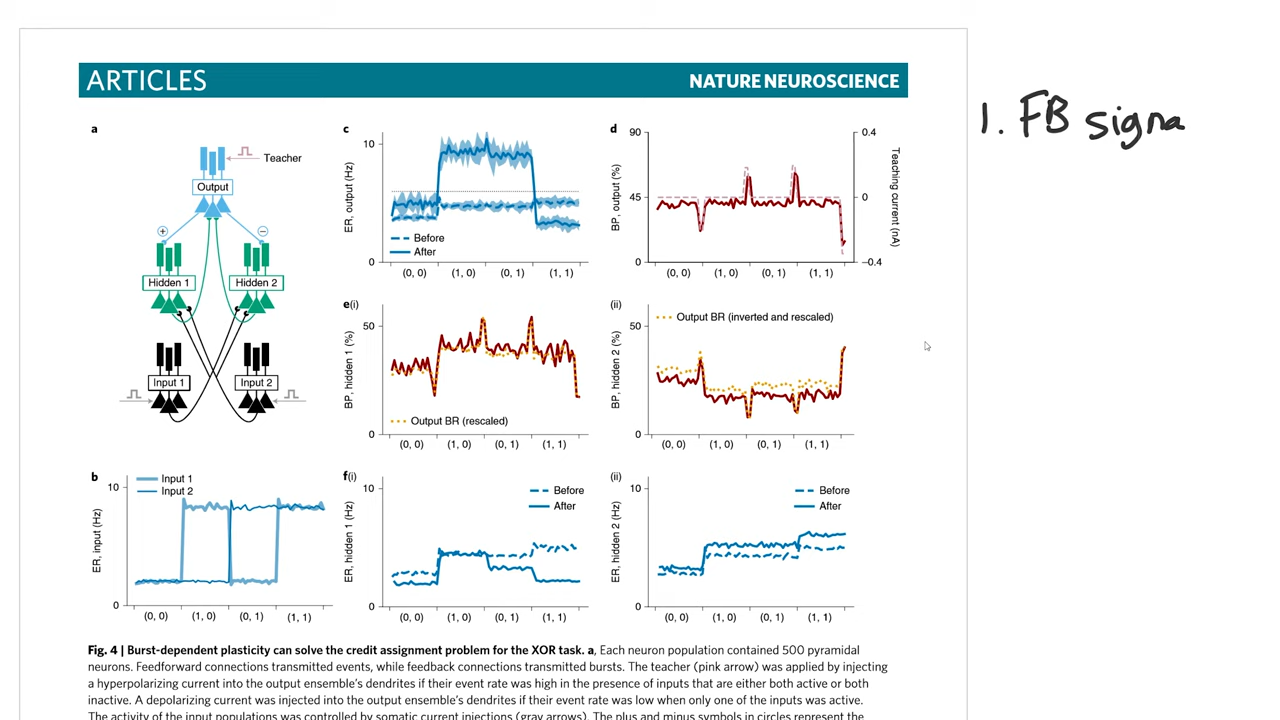 ARTICLES
NATURE NEUROSCIENCE
1. FB signa
a
Teacher
Output
+
−
Hidden 1
Hidden 2
Input 1
Input 2
b
Input 1
Input 2
ER, input (Hz)
10
0
(0, 0)
(1, 0)
(0, 1)
(1, 1)
c
ER, output (Hz)
10
0
Before
After
(0, 0)
(1, 0)
(0, 1)
(1, 1)
d
BP, output (%)
90
45
0
0.4
0
−0.4
Teaching current (nA)
(0, 0)
(1, 0)
(0, 1)
(1, 1)
e(i)
BP, hidden 1 (%)
50
0
Output BR (rescaled)
(0, 0)
(1, 0)
(0, 1)
(1, 1)
(ii)
BP, hidden 2 (%)
50
0
Output BR (inverted and rescaled)
(0, 0)
(1, 0)
(0, 1)
(1, 1)
f(i)
ER, hidden 1 (Hz)
10
0
Before
After
(0, 0)
(1, 0)
(0, 1)
(1, 1)
(ii)
ER, hidden 2 (Hz)
10
0
Before
After
(0, 0)
(1, 0)
(0, 1)
(1, 1)
Fig. 4 | Burst-dependent plasticity can solve the credit assignment problem for the XOR task. a, Each neuron population contained 500 pyramidal
neurons. Feedforward connections transmitted events, while feedback connections transmitted bursts. The teacher (pink arrow) was applied by injecting
a hyperpolarizing current into the output ensemble's dendrites if their event rate was high in the presence of inputs that are either both active or both
inactive. A depolarizing current was injected into the output ensemble's dendrites if their event rate was low when only one of the inputs was active.
The activity of the input populations was controlled by somatic current injections (gray arrows). The plus and minus symbols in circles represent the